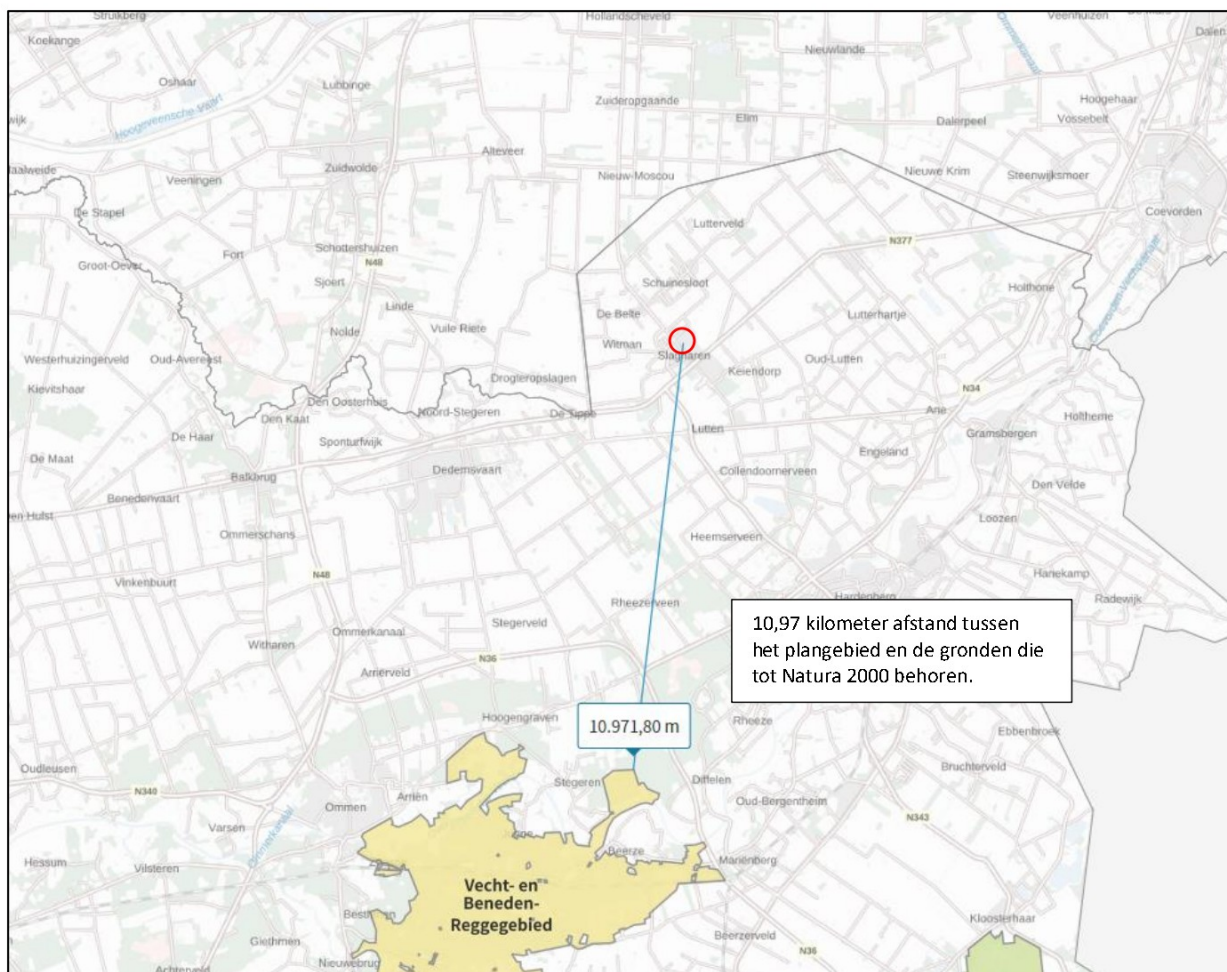 Struikberg
Hollandscheveld
Veenhuizen
Koekange
Nieuwlande
Dalen
Oshaar
Lubbinge
Zuideropgaande
Hoogehaar
Hoogeveensche Vaart
Elim
Dalerpeel
Vossebelt
Zuidwolde
Alteveer
Veeningen
Nieuw-Moscou
Nieuwe Krim
Steenwijksmoer
De Stapel
Lutterveld
Coevorden
Schottershuizen
N377
Fort
Groot-Oever
N48
Sjoert
Schuinesloot
Holthone
Coevorden-Vechtkanaal
Linde
De Belte
Lutterhartje
Nolde
Vuile Riete
Witman
Slagharen
Oud-Lutten
Westerhuizingerveld
Oud-Avereest
Keiendorp
Kievitshaar
Drogteropslagen
N34
Den Oosterhuis
Noord-Stegeren
De Tippe
Ane
Holtheme
Den Kaat
Lutten
De Haar
Sponturfwijk
Gramsbergen
De Maat
Dedemsvaart
Engeland
Balkbrug
Collendoornerveen
Den Velde
Benedenvaart
Loozen
Ommerschans
Heemserveen
N48
Vinkenbuurt
Hariekamp
Rheezerveen
Hardenberg
Radewijk
10,97 kilometer afstand tussen
het plangebied en de gronden die
tot Natura 2000 behoren.
Stegerveld
Ommerkanaal
Witharen
N36
Arriërveld
Hoogengraven
10.971,80 m
Rheeze
Ebbenbroek
Oudleusen
Stegeren
Diffelen
Bruchterveld
N340
Arriën
Ommen
Oud-Bergentheim
Varsen
Ommerkanaal
N343
Beerze
Hessum
Vilsteren
Mariënberg
Vecht- en
Beneden-
Reggegebied
Kloosterhaar
Giethmen
Beerzerveld
Nieuwebrug
N36
Achterveld